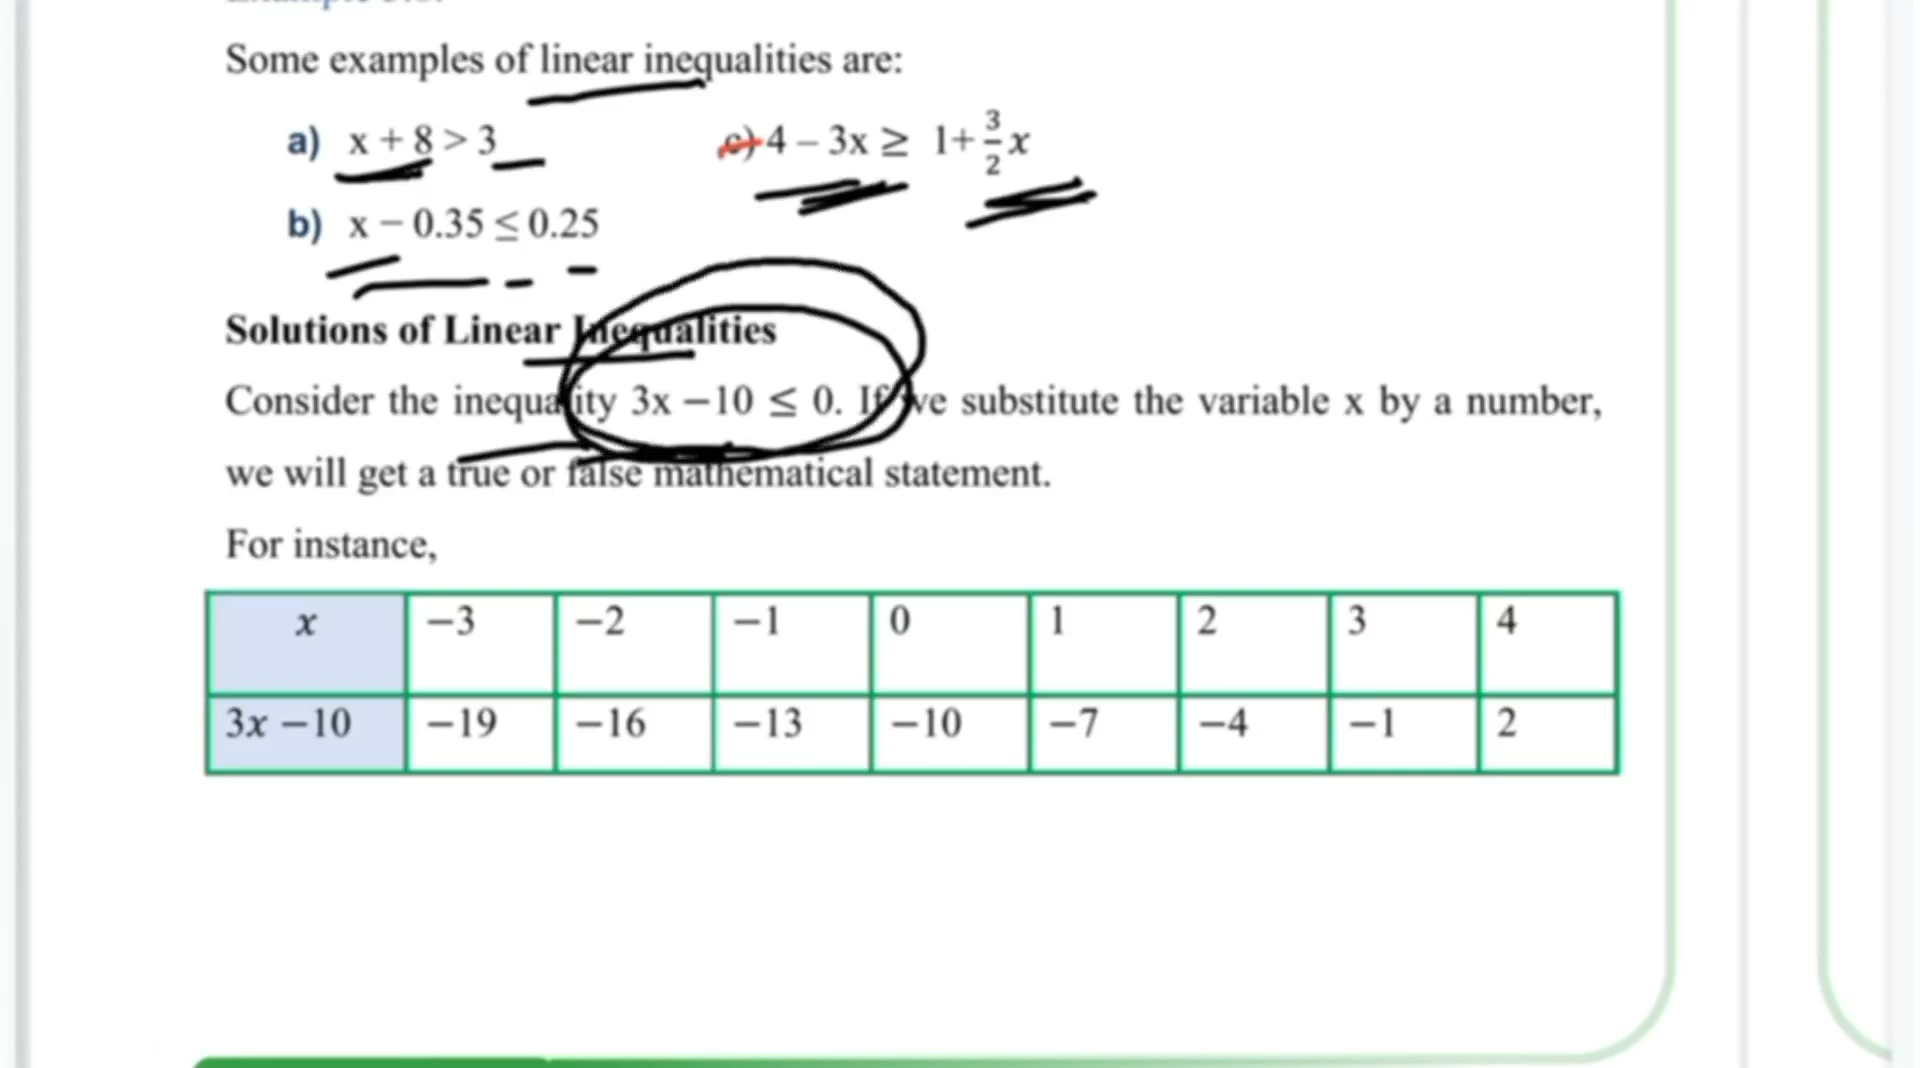 Some examples of linear inequalities are:
a) x + 8 > 3
c) 4 – 3x ≥ 1+ 3/2 x
b) x – 0.35 ≤ 0.25
Solutions of Linear Inequalities
Consider the inequality 3x −10 ≤ 0. If we substitute the variable x by a number,
we will get a true or false mathematical statement.
For instance,
x −3 −2 −1 0 1 2 3 4
3x −10 −19 −16 −13 −10 −7 −4 −1 2